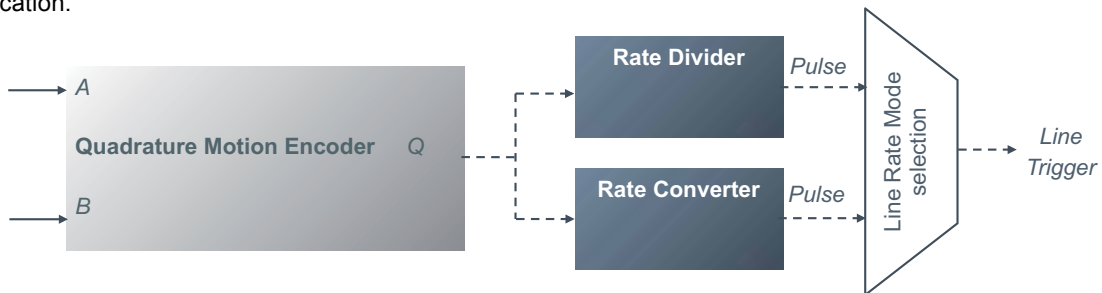 cation.
A
Quadrature Motion Encoder Q
B
Rate Divider
Pulse
Rate Converter
Pulse
Line Rate Mode
selection
Line
Trigger